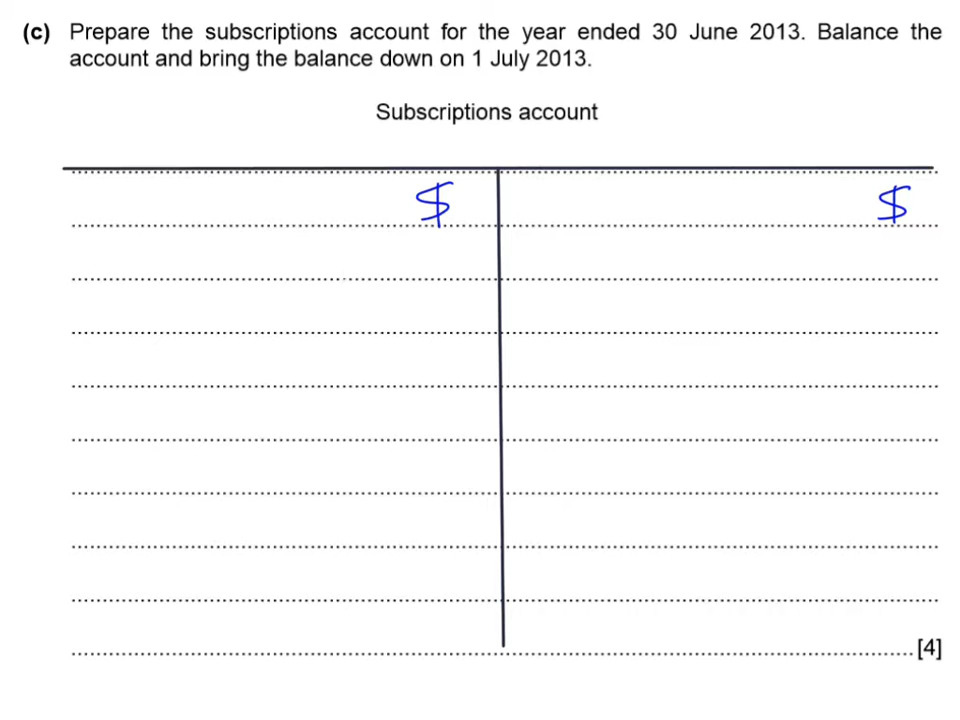 (c) Prepare the subscriptions account for the year ended 30 June 2013. Balance the
account and bring the balance down on 1 July 2013.
Subscriptions account
$ $
[4]